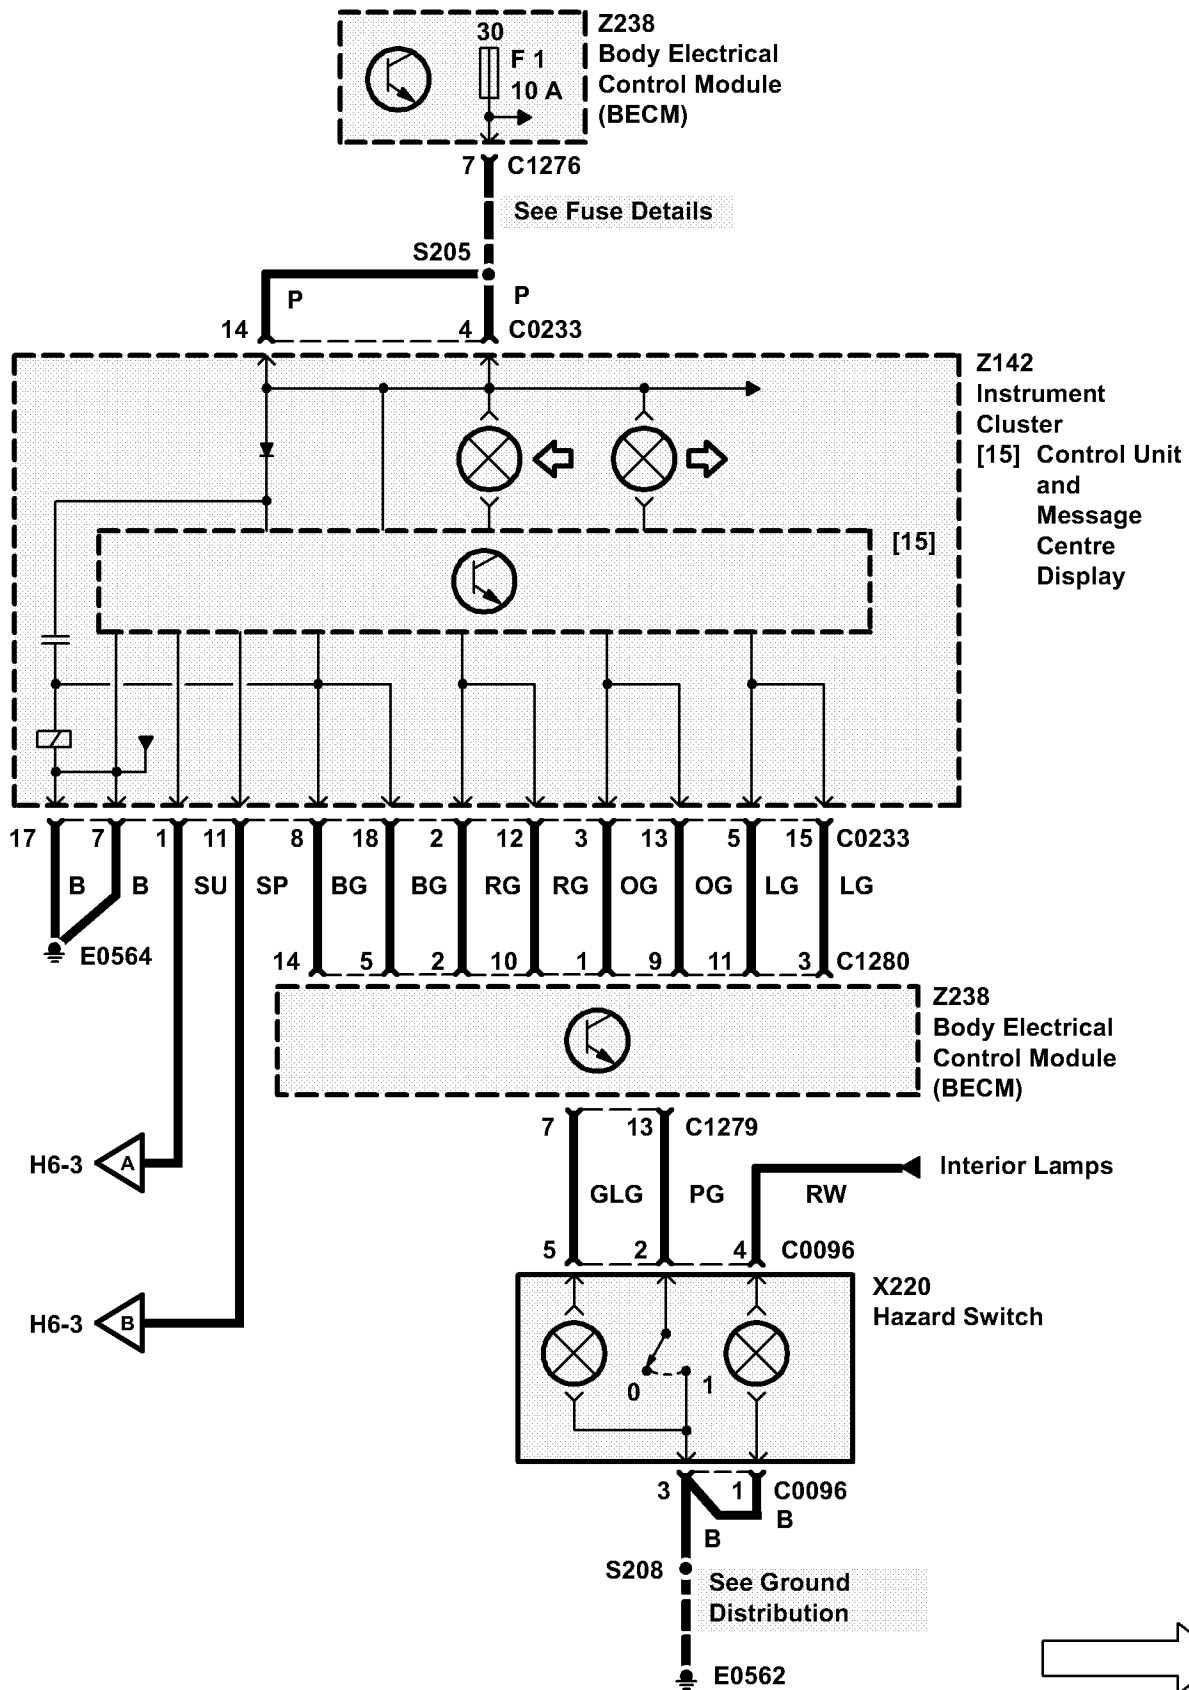 Z238
30
Body Electrical
F 1
Control Module
10 A
(BECM)
7 C1276
See Fuse Details
S205
P P
14 4 C0233
Z142
Instrument
Cluster
[15] Control Unit
and
Message
[15] Centre
Display
17 7 1 11 8 18 2 12 3 13 5 15 C0233
B B SU SP BG BG RG RG OG OG LG LG
E0564
14 5 2 10 1 9 11 3 C1280
Z238
Body Electrical
Control Module
(BECM)
7 13 C1279
H6-3 A
Interior Lamps
GLG PG RW
5 2 4 C0096
X220
Hazard Switch
H6-3 B
0 1
3 1 C0096
B B
S208
See Ground
Distribution
E0562